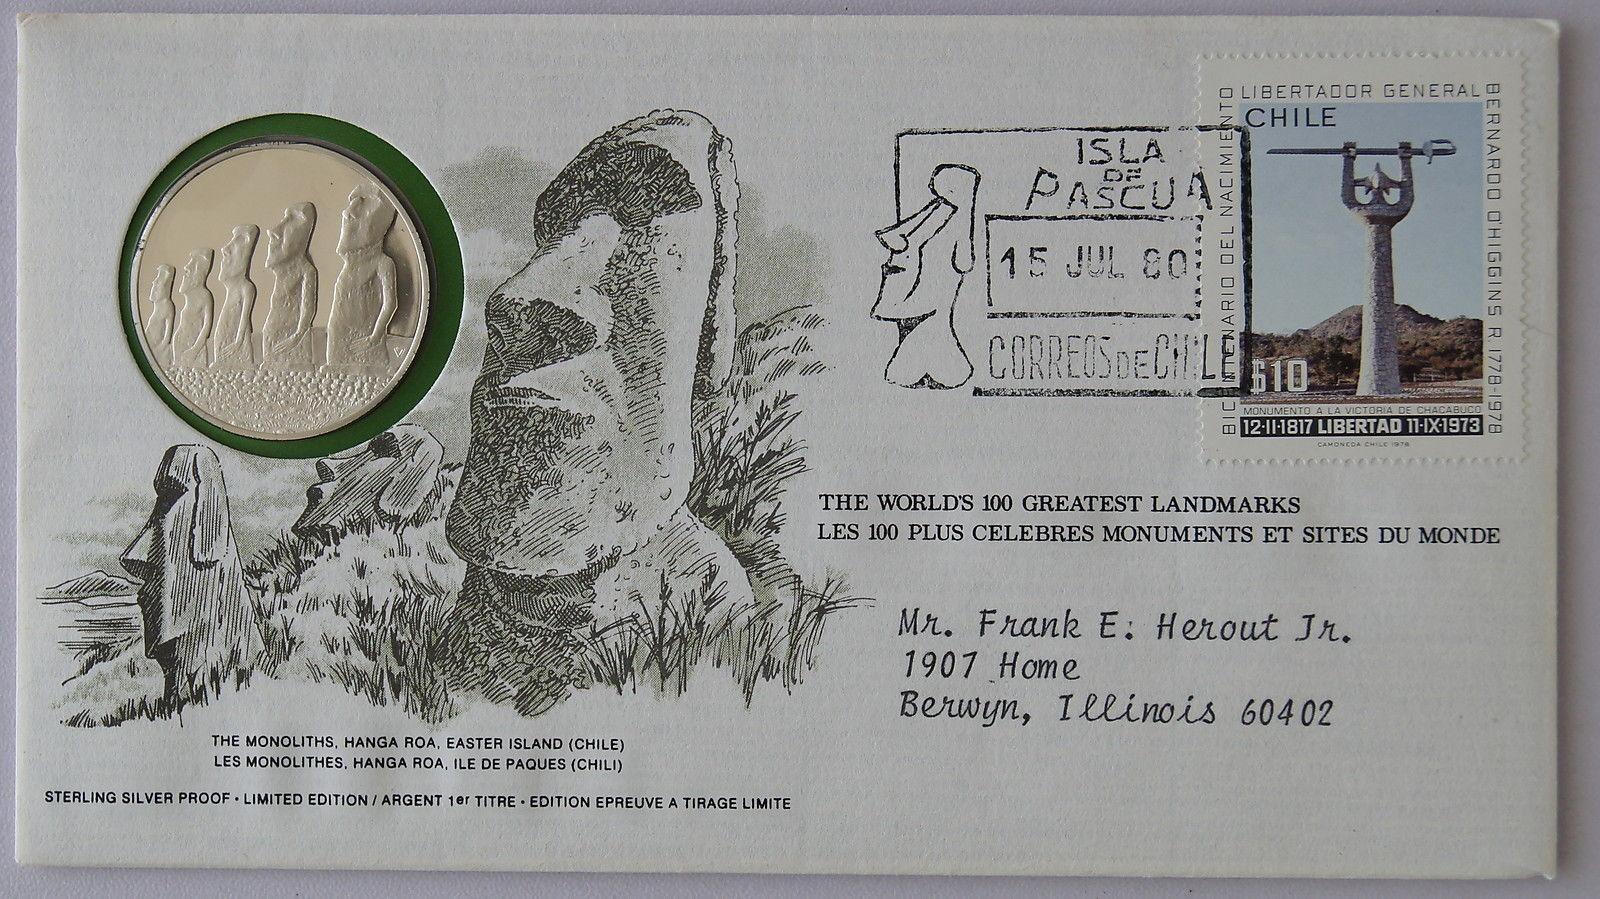 LIBERTADOR GENERAL
BERNARDO O'HIGGINS R. 1778-1978
BICENTENARIO DEL NACIMIENTO
CHILE
$10
MONUMENTO A LA VICTORIA DE CHACABUCO
12·II·1817 LIBERTAD 11·IX·1973
CAMONEDA CHILE 1978
ISLA
DE
PASCUA
15 JUL 80
CORREOS DE CHILE
THE WORLD'S 100 GREATEST LANDMARKS
LES 100 PLUS CELEBRES MONUMENTS ET SITES DU MONDE
Mr. Frank E. Herout Jr.
1907 Home
Berwyn, Illinois 60402
THE MONOLITHS, HANGA ROA, EASTER ISLAND (CHILE)
LES MONOLITHES, HANGA ROA, ILE DE PAQUES (CHILI)
STERLING SILVER PROOF · LIMITED EDITION / ARGENT 1er TITRE · EDITION EPREUVE A TIRAGE LIMITE